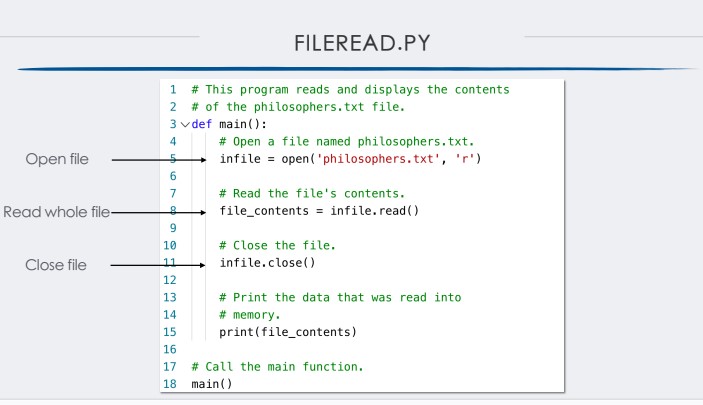 FILEREAD.PY
1 # This program reads and displays the contents
2 # of the philosophers.txt file.
3 def main():
4 # Open a file named philosophers.txt.
Open file
5 infile = open('philosophers.txt', 'r')
6
7 # Read the file's contents.
Read whole file
8 file_contents = infile.read()
9
10 # Close the file.
Close file
11 infile.close()
12
13 # Print the data that was read into
14 # memory.
15 print(file_contents)
16
17 # Call the main function.
18 main()